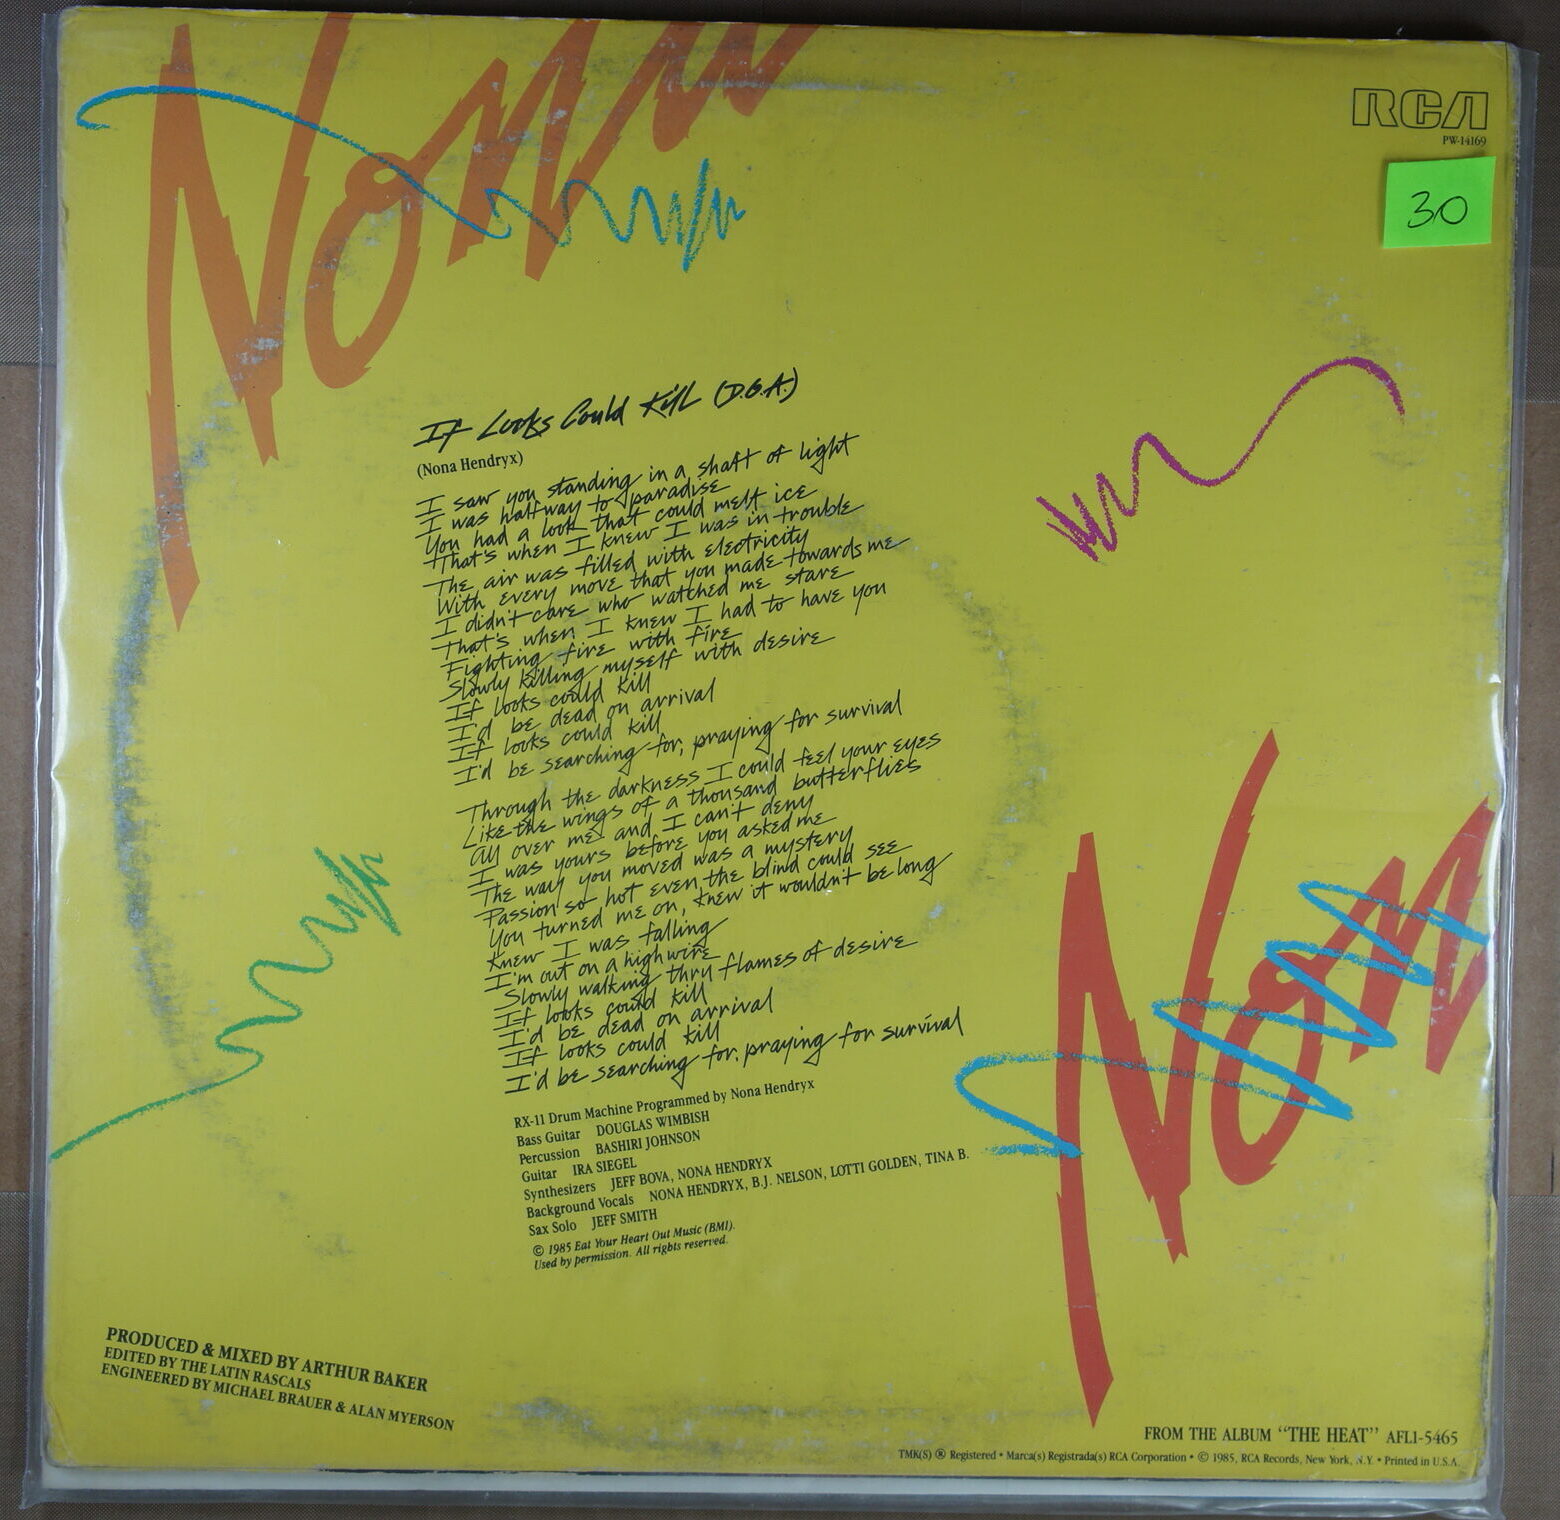 Nona
RCA
PW-14169
30
If Looks Could Kill (D.O.A.)
(Nona Hendryx)
I saw you standing in a shaft of light
I was halfway to paradise
You had a look that could melt ice
That's when I knew I was in trouble
The air was filled with electricity
With every move that you made towards me
I didn't care who watched me stare
That's when I knew I had to have you
Fighting fire with fire
Slowly killing myself with desire
If looks could kill
I'd be dead on arrival
If looks could kill
I'd be searching for, praying for survival
Through the darkness I could feel your eyes
Like the wings of a thousand butterflies
All over me and I can't deny
I was yours before you asked me
The way you moved was a mystery
Passion so hot even the blind could see
You turned me on, knew it wouldn't be long
Knew I was falling
I'm out on a highwire
Slowly walking thru flames of desire
If looks could kill
I'd be dead on arrival
If looks could kill
I'd be searching for, praying for survival
RX-11 Drum Machine Programmed by Nona Hendryx
Bass Guitar DOUGLAS WIMBISH
Percussion BASHIRI JOHNSON
Guitar IRA SIEGEL
Synthesizers JEFF BOVA, NONA HENDRYX
Background Vocals NONA HENDRYX, B.J. NELSON, LOTTI GOLDEN, TINA B.
Sax Solo JEFF SMITH
© 1985 Eat Your Heart Out Music (BMI).
Used by permission. All rights reserved.
Nona
PRODUCED & MIXED BY ARTHUR BAKER
EDITED BY THE LATIN RASCALS
ENGINEERED BY MICHAEL BRAUER & ALAN MYERSON
FROM THE ALBUM "THE HEAT" AFL1-5465
TMK(S) ® Registered • Marca(s) Registrada(s) RCA Corporation • © 1985, RCA Records, New York, N.Y. • Printed in U.S.A.